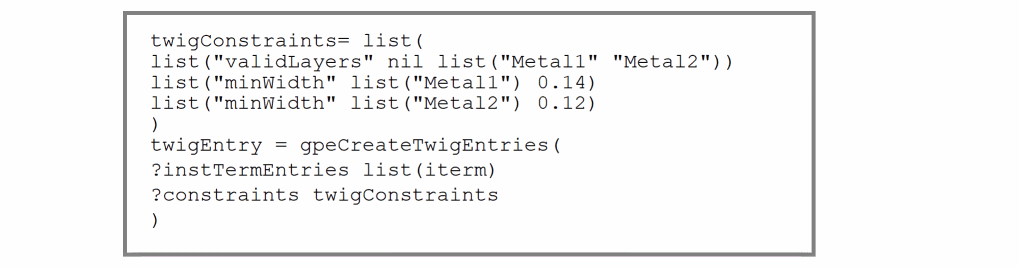 twigConstraints= list(
list("validLayers" nil list("Metal1" "Metal2"))
list("minWidth" list("Metal1") 0.14)
list("minWidth" list("Metal2") 0.12)
)
twigEntry = gpeCreateTwigEntries(
?instTermEntries list(iterm)
?constraints twigConstraints
)